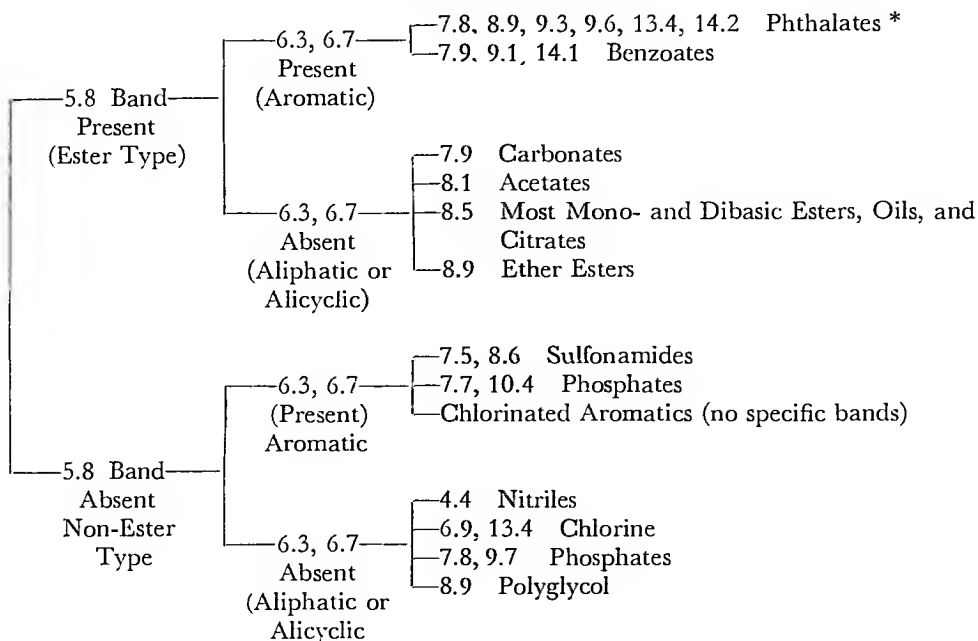 7.8, 8.9, 9.3, 9.6, 13.4, 14.2 Phthalates *
6.3, 6.7
7.9, 9.1, 14.1 Benzoates
Present
(Aromatic)
5.8 Band
Present
(Ester Type)
7.9 Carbonates
8.1 Acetates
6.3, 6.7
8.5 Most Mono- and Dibasic Esters, Oils, and
Absent
Citrates
(Aliphatic or
8.9 Ether Esters
Alicyclic)
7.5, 8.6 Sulfonamides
6.3, 6.7
7.7, 10.4 Phosphates
(Present)
Chlorinated Aromatics (no specific bands)
Aromatic
5.8 Band
Absent
Non-Ester
Type
4.4 Nitriles
6.9, 13.4 Chlorine
6.3, 6.7
7.8, 9.7 Phosphates
Absent
8.9 Polyglycol
(Aliphatic or
Alicyclic